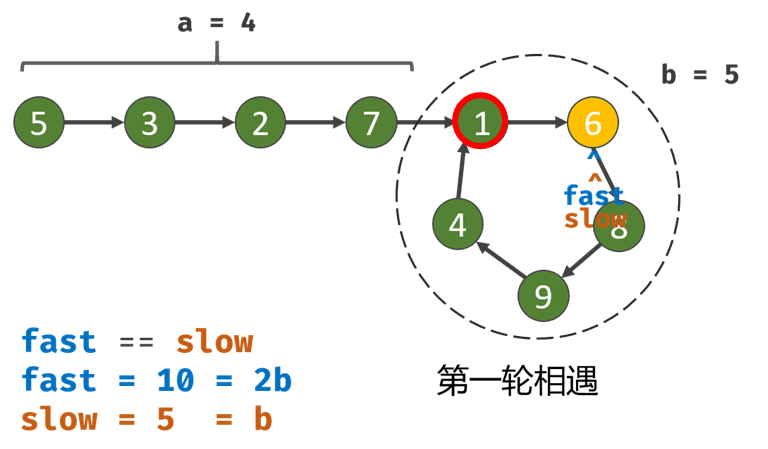 a = 4
b = 5
5 3 2 7 1 6
fast
slow
4 8
9
fast == slow
fast = 10 = 2b
slow = 5 = b
第一轮相遇